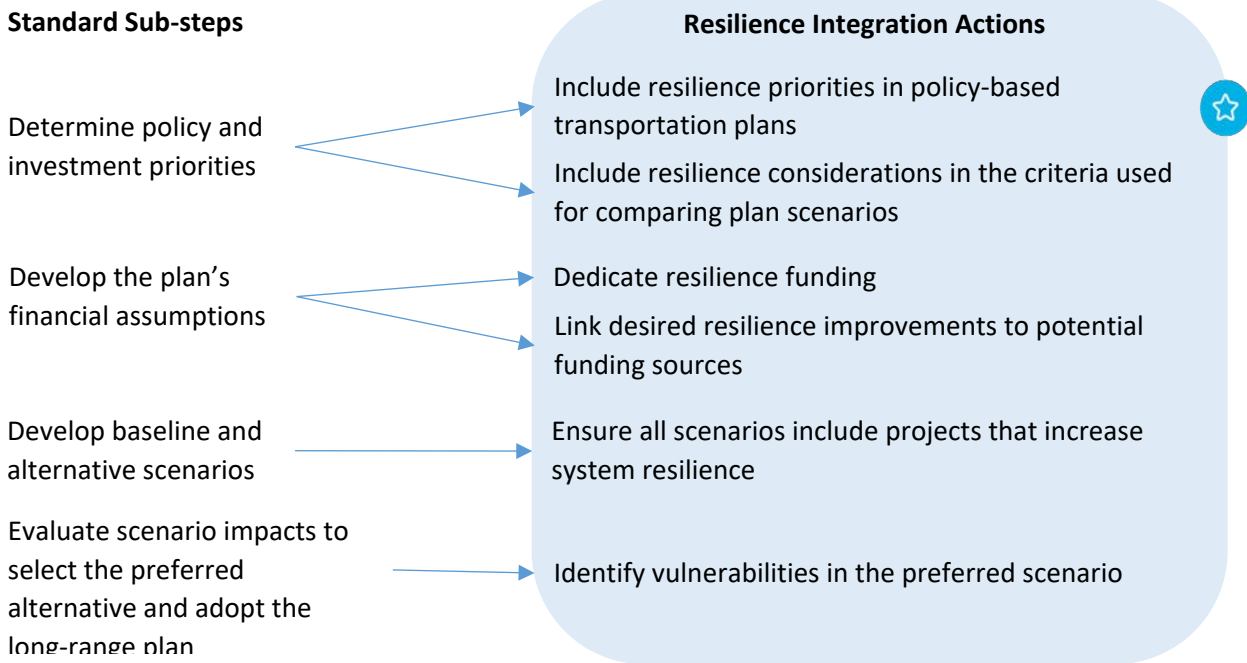 Standard Sub-steps
Resilience Integration Actions
Determine policy and
investment priorities
Include resilience priorities in policy-based
transportation plans
Include resilience considerations in the criteria used
for comparing plan scenarios
Develop the plan’s
financial assumptions
Dedicate resilience funding
Link desired resilience improvements to potential
funding sources
Develop baseline and
alternative scenarios
Ensure all scenarios include projects that increase
system resilience
Evaluate scenario impacts to
select the preferred
alternative and adopt the
long-range plan
Identify vulnerabilities in the preferred scenario